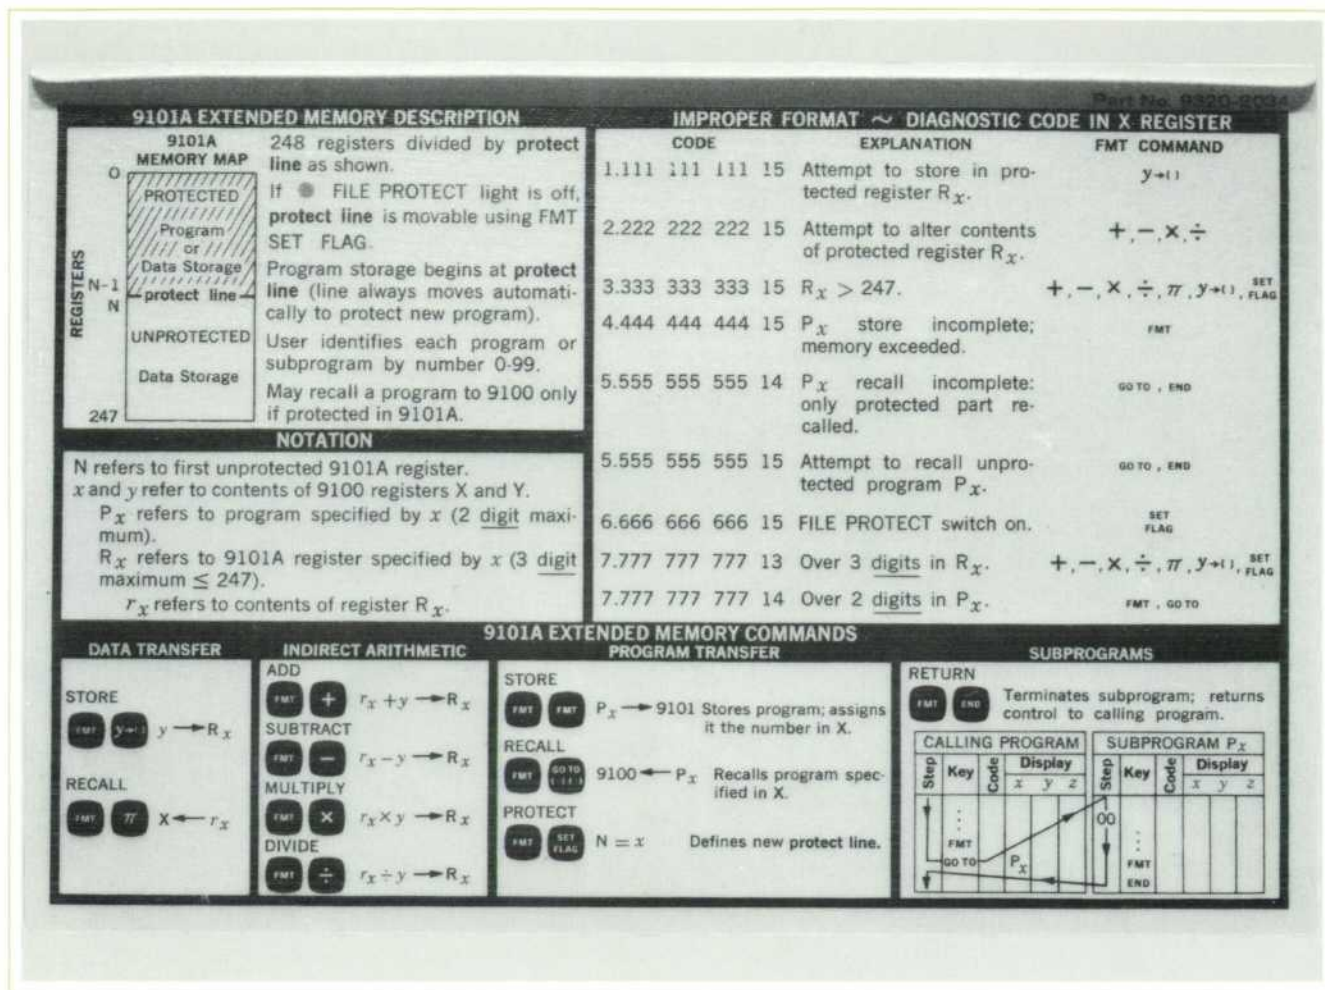 Part No. 9320-2034
9101A EXTENDED MEMORY DESCRIPTION
9101A
MEMORY MAP
0
PROTECTED
Program
or
Data Storage
REGISTERS
N-1
protect line
N
UNPROTECTED
Data Storage
247
248 registers divided by protect
line as shown.
If FILE PROTECT light is off,
protect line is movable using FMT
SET FLAG.
Program storage begins at protect
line (line always moves automati-
cally to protect new program).
User identifies each program or
subprogram by number 0-99.
May recall a program to 9100 only
if protected in 9101A.
NOTATION
N refers to first unprotected 9101A register.
x and y refer to contents of 9100 registers X and Y.
Px refers to program specified by x (2 digit maxi-
mum).
Rx refers to 9101A register specified by x (3 digit
maximum ≤ 247).
rx refers to contents of register Rx.
IMPROPER FORMAT ~ DIAGNOSTIC CODE IN X REGISTER
CODE EXPLANATION FMT COMMAND
1.111 111 111 15 Attempt to store in pro- y→( )
tected register Rx.
2.222 222 222 15 Attempt to alter contents +,−,×,÷
of protected register Rx.
3.333 333 333 15 Rx > 247. +,−,×,÷,π,y→( ), SET FLAG
4.444 444 444 15 Px store incomplete; FMT
memory exceeded.
5.555 555 555 14 Px recall incomplete: GO TO , END
only protected part re-
called.
5.555 555 555 15 Attempt to recall unpro- GO TO , END
tected program Px.
6.666 666 666 15 FILE PROTECT switch on. SET FLAG
7.777 777 777 13 Over 3 digits in Rx. +,−,×,÷,π,y→( ), SET FLAG
7.777 777 777 14 Over 2 digits in Px. FMT , GO TO
9101A EXTENDED MEMORY COMMANDS
DATA TRANSFER
STORE
FMT y→( ) y → Rx
RECALL
FMT π X ← rx
INDIRECT ARITHMETIC
ADD
FMT + rx + y → Rx
SUBTRACT
FMT − rx − y → Rx
MULTIPLY
FMT × rx × y → Rx
DIVIDE
FMT ÷ rx ÷ y → Rx
PROGRAM TRANSFER
STORE
FMT FMT Px → 9101 Stores program; assigns
it the number in X.
RECALL
FMT GO TO ( ) ( ) 9100 ← Px Recalls program spec-
ified in X.
PROTECT
FMT SET FLAG N = x Defines new protect line.
SUBPROGRAMS
RETURN
FMT END Terminates subprogram; returns
control to calling program.
CALLING PROGRAM SUBPROGRAM Px
Step Key Code Display Step Key Code Display
x y z x y z
00
FMT
GO TO Px FMT
END